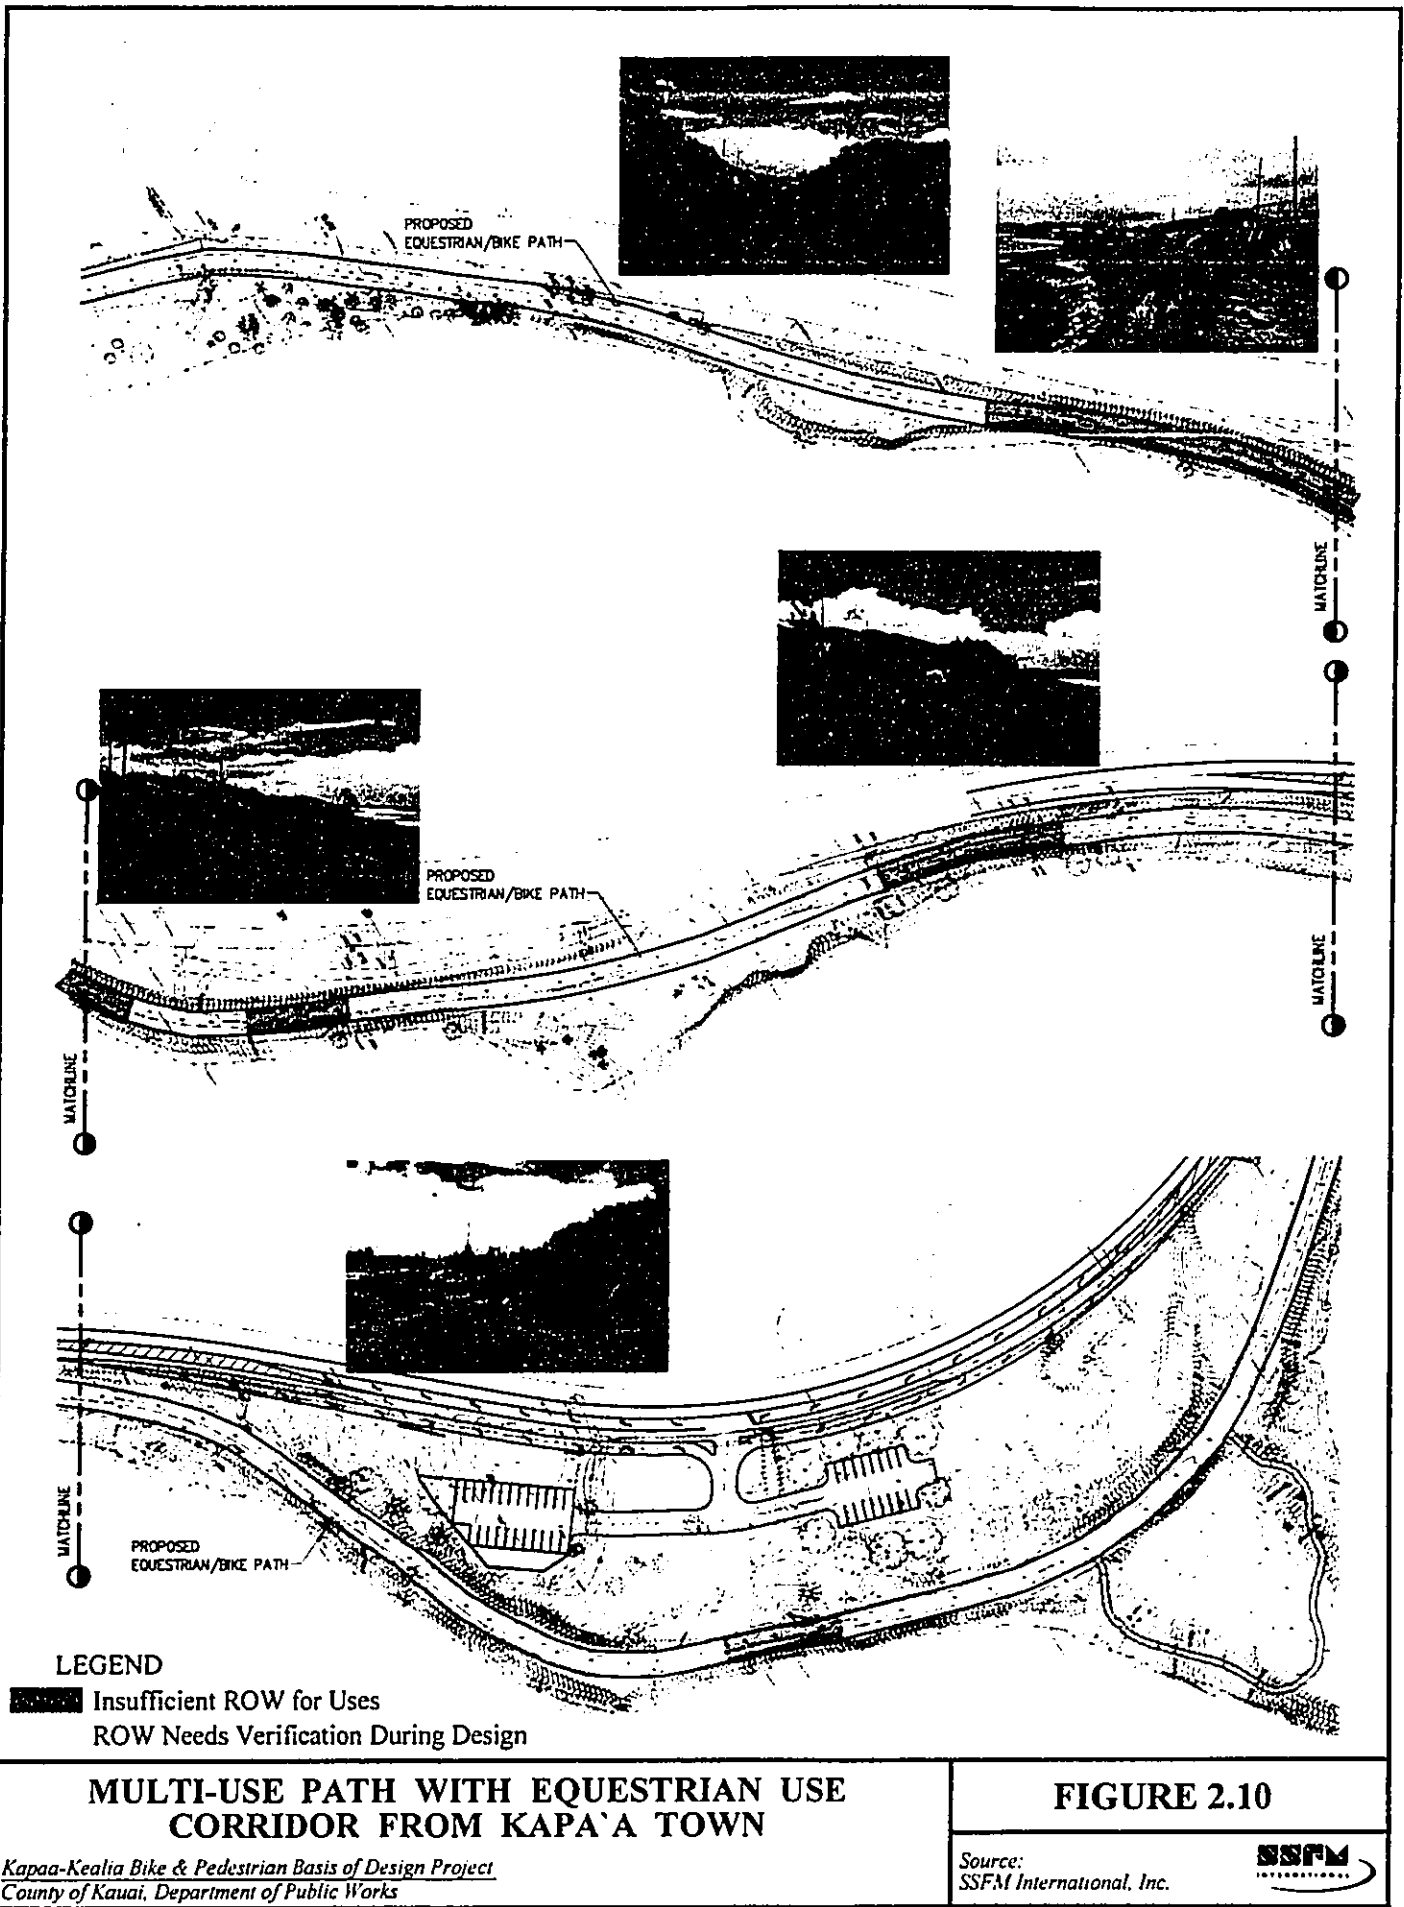 PROPOSED
EQUESTRIAN/BIKE PATH
MATCHLINE
PROPOSED
EQUESTRIAN/BIKE PATH
MATCHLINE
MATCHLINE
MATCHLINE
PROPOSED
EQUESTRIAN/BIKE PATH
LEGEND
Insufficient ROW for Uses
ROW Needs Verification During Design
MULTI-USE PATH WITH EQUESTRIAN USE
CORRIDOR FROM KAPA`A TOWN
Kapaa-Kealia Bike & Pedestrian Basis of Design Project
County of Kauai, Department of Public Works
FIGURE 2.10
Source:
SSFM International, Inc.
SSFM
INTERNATIONAL